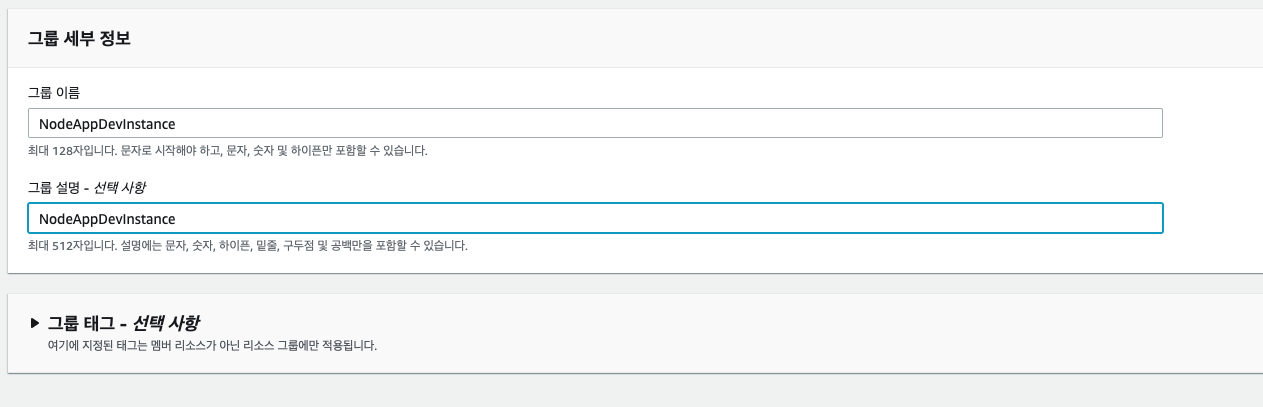 그룹 세부 정보
그룹 이름
NodeAppDevInstance
최대 128자입니다. 문자로 시작해야 하고, 문자, 숫자 및 하이픈만 포함할 수 있습니다.
그룹 설명 - 선택 사항
NodeAppDevInstance
최대 512자입니다. 설명에는 문자, 숫자, 하이픈, 밑줄, 구두점 및 공백만을 포함할 수 있습니다.
그룹 태그 - 선택 사항
여기에 지정된 태그는 멤버 리소스가 아닌 리소스 그룹에만 적용됩니다.